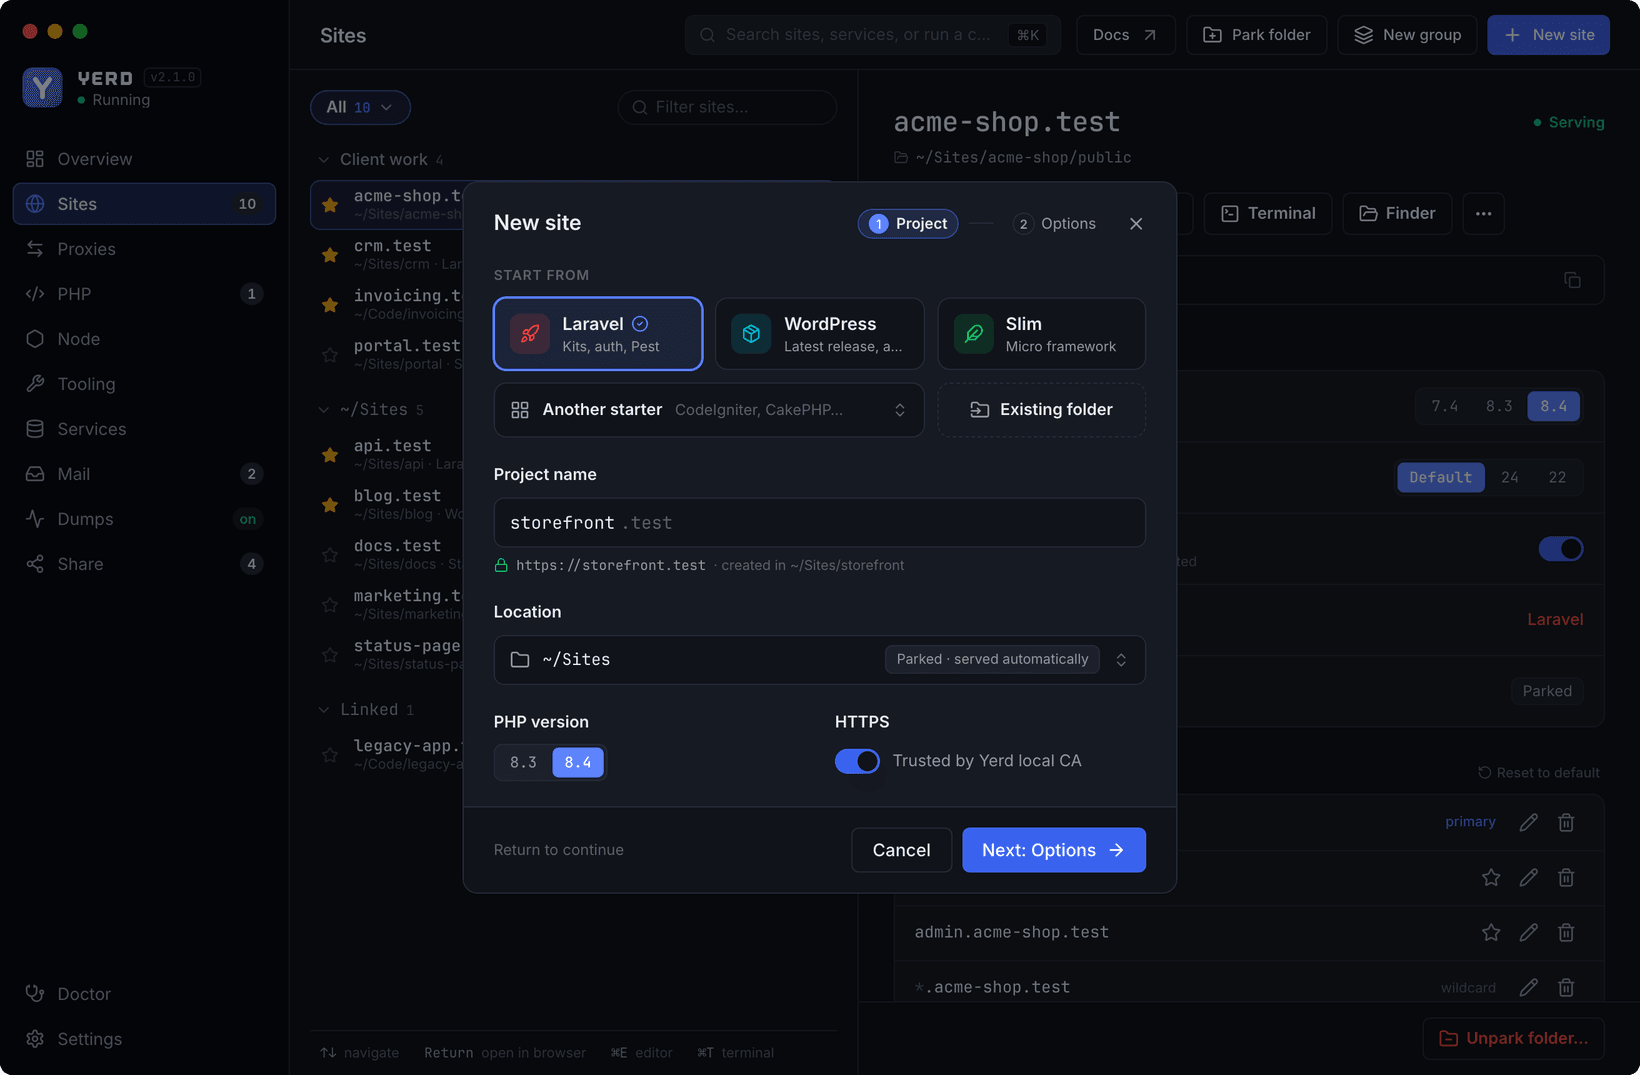 YERD v2.1.0
Running
Overview
Sites 10
Proxies
PHP 1
Node
Tooling
Services
Mail 2
Dumps on
Share 4
Doctor
Settings
Sites
Search sites, services, or run a c... ⌘K
Docs
Park folder
New group
New site
All 10
Filter sites...
Client work 4
acme-shop.t
~/Sites/acme-sh
crm.test
~/Sites/crm · Lar
invoicing.t
~/Code/invoicing
portal.test
~/Sites/portal · S
~/Sites 5
api.test
~/Sites/api · Lara
blog.test
~/Sites/blog · Wo
docs.test
~/Sites/docs · St
marketing.t
~/Sites/marketing
status-page
~/Sites/status-pa
Linked 1
legacy-app.
~/Code/legacy-a
↑↓ navigate Return open in browser ⌘E editor ⌘T terminal
acme-shop.test
Serving
~/Sites/acme-shop/public
Terminal
Finder
7.4 8.3 8.4
Default 24 22
ted
Laravel
Parked
Reset to default
primary
admin.acme-shop.test
*.acme-shop.test wildcard
Unpark folder...
New site
1 Project
2 Options
START FROM
Laravel
Kits, auth, Pest
WordPress
Latest release, a...
Slim
Micro framework
Another starter CodeIgniter, CakePHP...
Existing folder
Project name
storefront .test
https://storefront.test · created in ~/Sites/storefront
Location
~/Sites Parked · served automatically
PHP version
8.3 8.4
HTTPS
Trusted by Yerd local CA
Return to continue
Cancel
Next: Options →